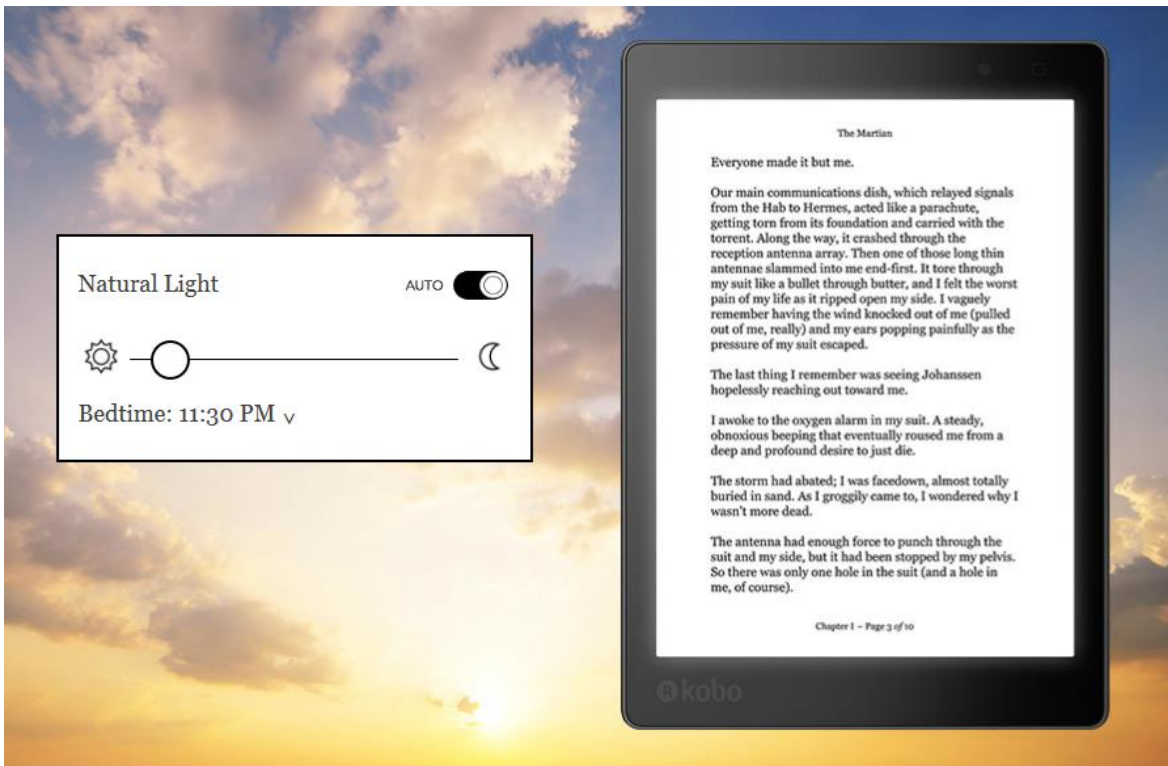 Natural Light
AUTO
Bedtime: 11:30 PM
The Martian
Everyone made it but me.
Our main communications dish, which relayed signals
from the Hab to Hermes, acted like a parachute,
getting torn from its foundation and carried with the
torrent. Along the way, it crashed through the
reception antenna array. Then one of those long thin
antennae slammed into me end-first. It tore through
my suit like a bullet through butter, and I felt the worst
pain of my life as it ripped open my side. I vaguely
remember having the wind knocked out of me (pulled
out of me, really) and my ears popping painfully as the
pressure of my suit escaped.
The last thing I remember was seeing Johanssen
hopelessly reaching out toward me.
I awoke to the oxygen alarm in my suit. A steady,
obnoxious beeping that eventually roused me from a
deep and profound desire to just die.
The storm had abated; I was facedown, almost totally
buried in sand. As I groggily came to, I wondered why I
wasn't more dead.
The antenna had enough force to punch through the
suit and my side, but it had been stopped by my pelvis.
So there was only one hole in the suit (and a hole in
me, of course).
Chapter I – Page 3 of 10
R kobo